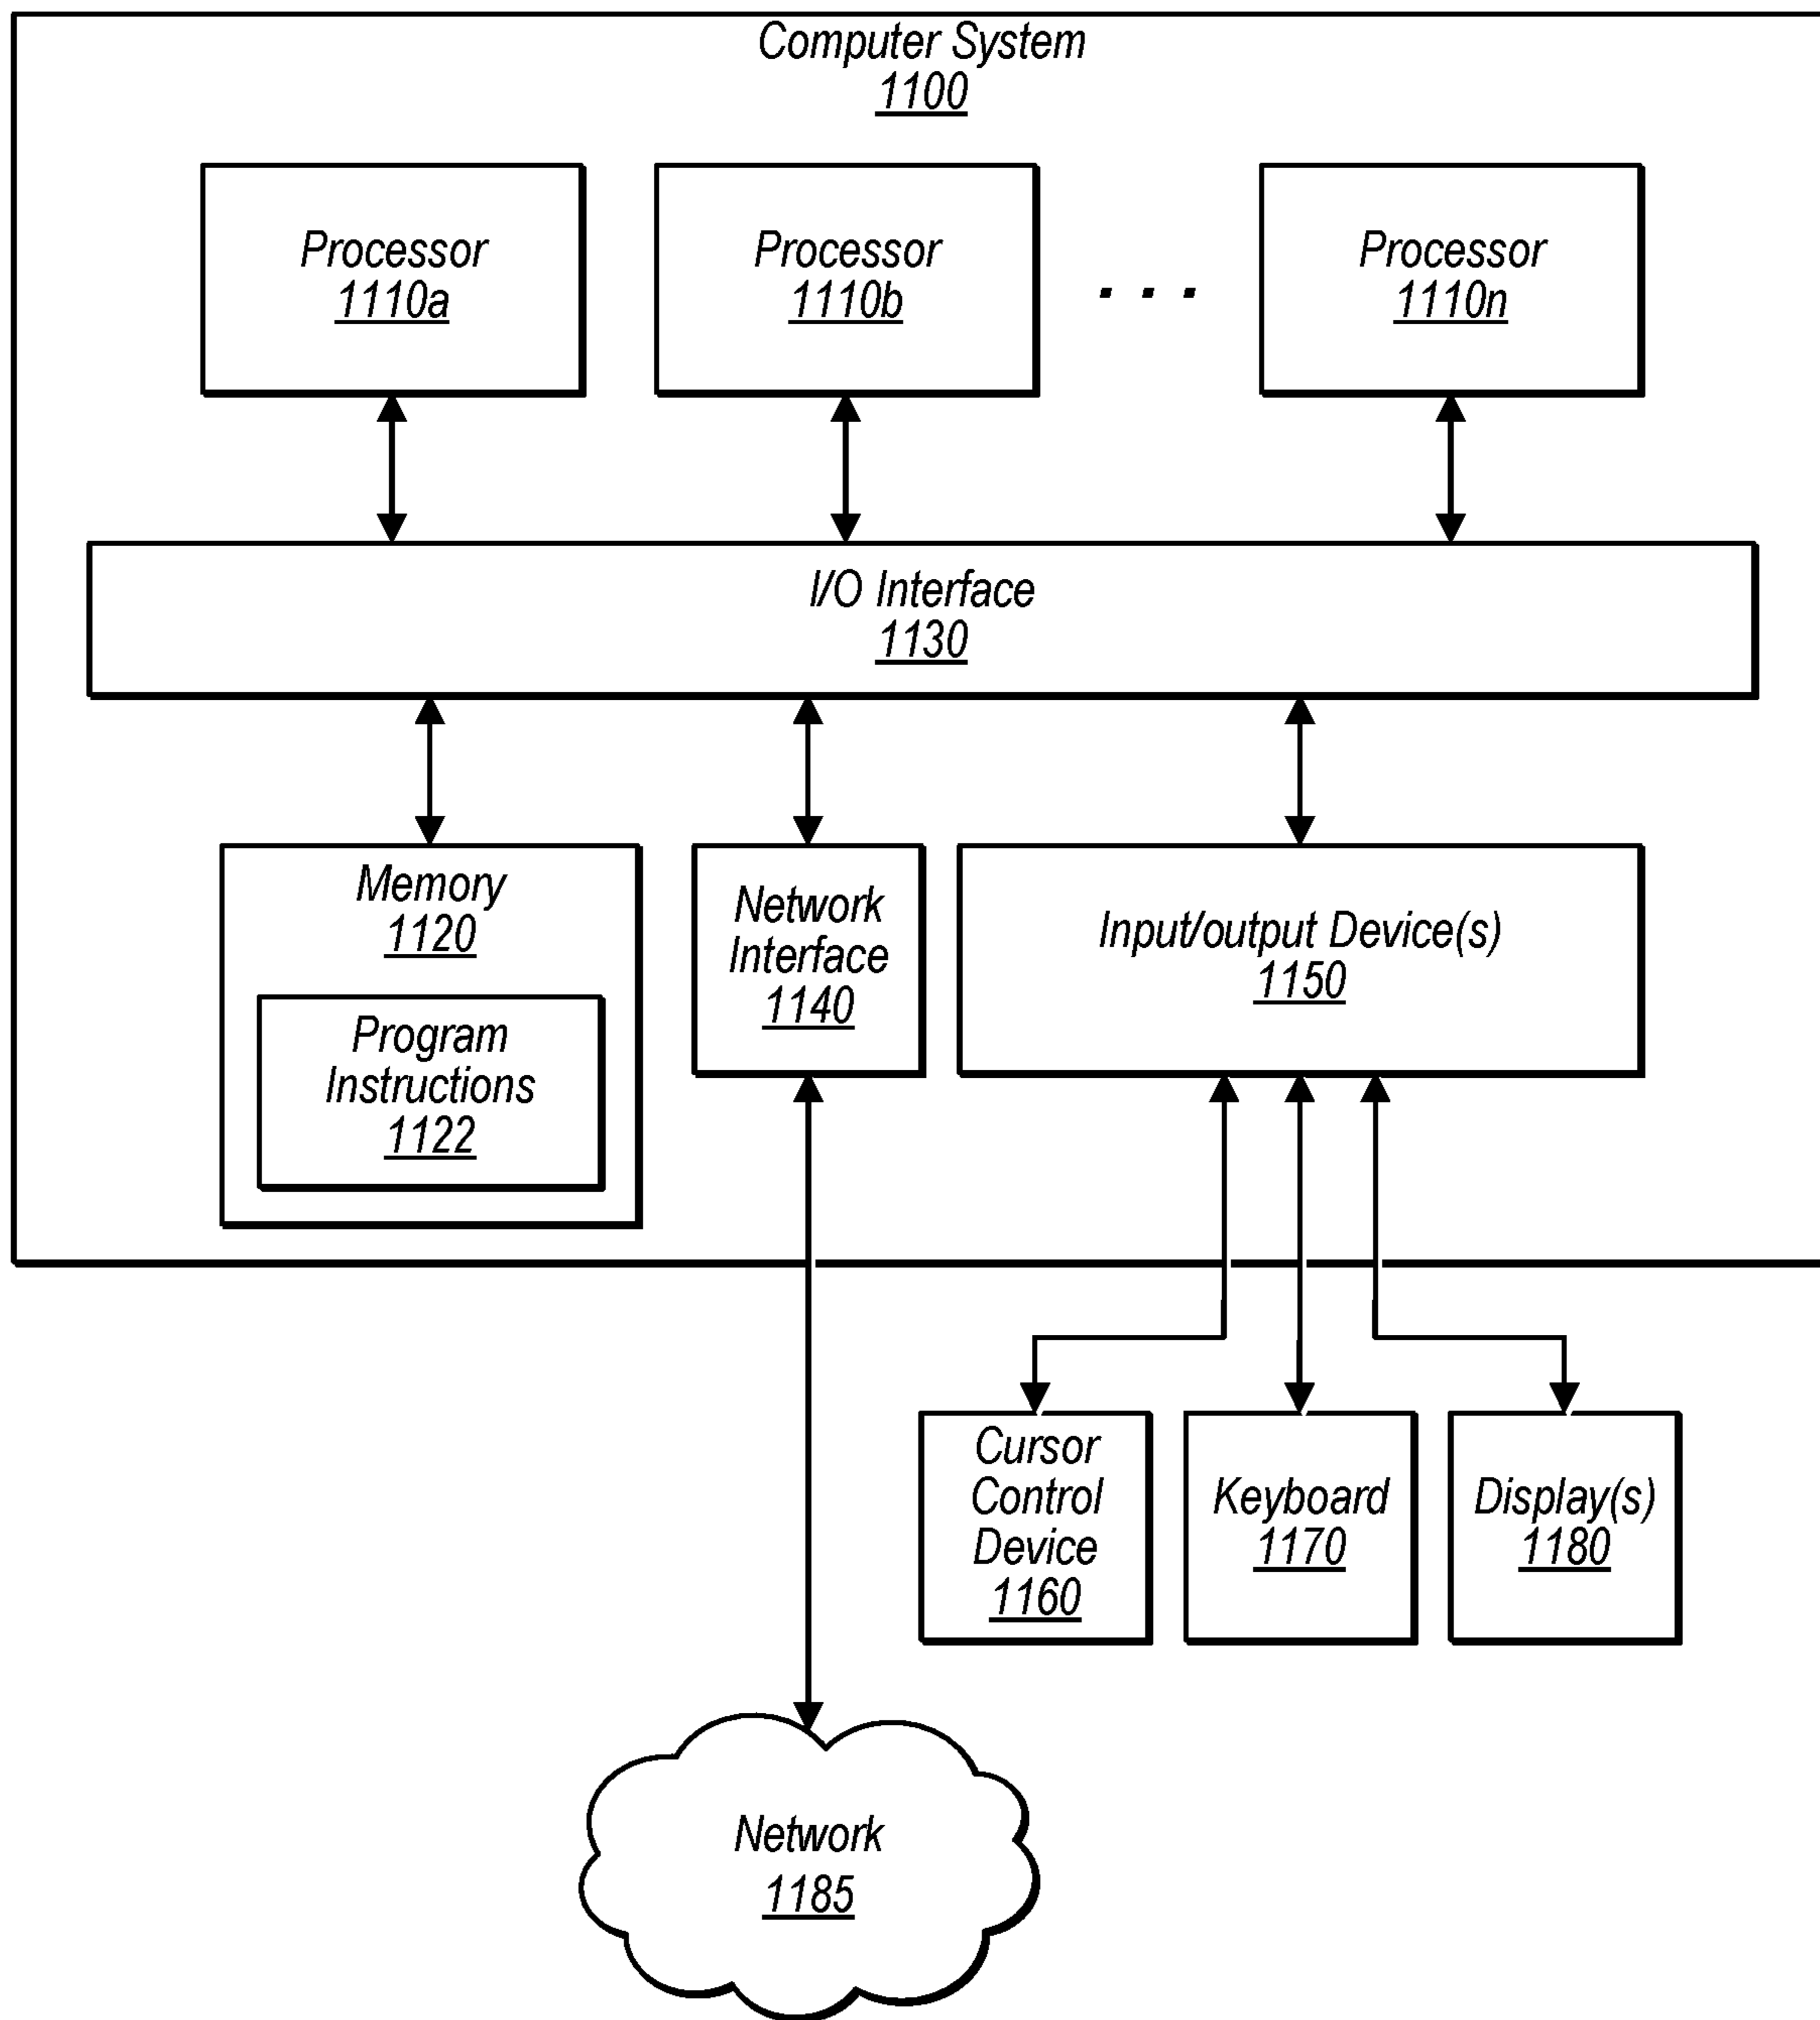 Computer System
1100
Processor
1110a
Processor
1110b
. . .
Processor
1110n
I/O Interface
1130
Memory
1120
Program
Instructions
1122
Network
Interface
1140
Input/output Device(s)
1150
Cursor
Control
Device
1160
Keyboard
1170
Display(s)
1180
Network
1185